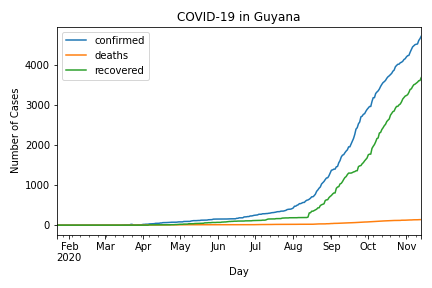 COVID-19 in Guyana
confirmed
deaths
recovered
Number of Cases
4000
3000
2000
1000
0
Feb Mar Apr May Jun Jul Aug Sep Oct Nov
2020
Day